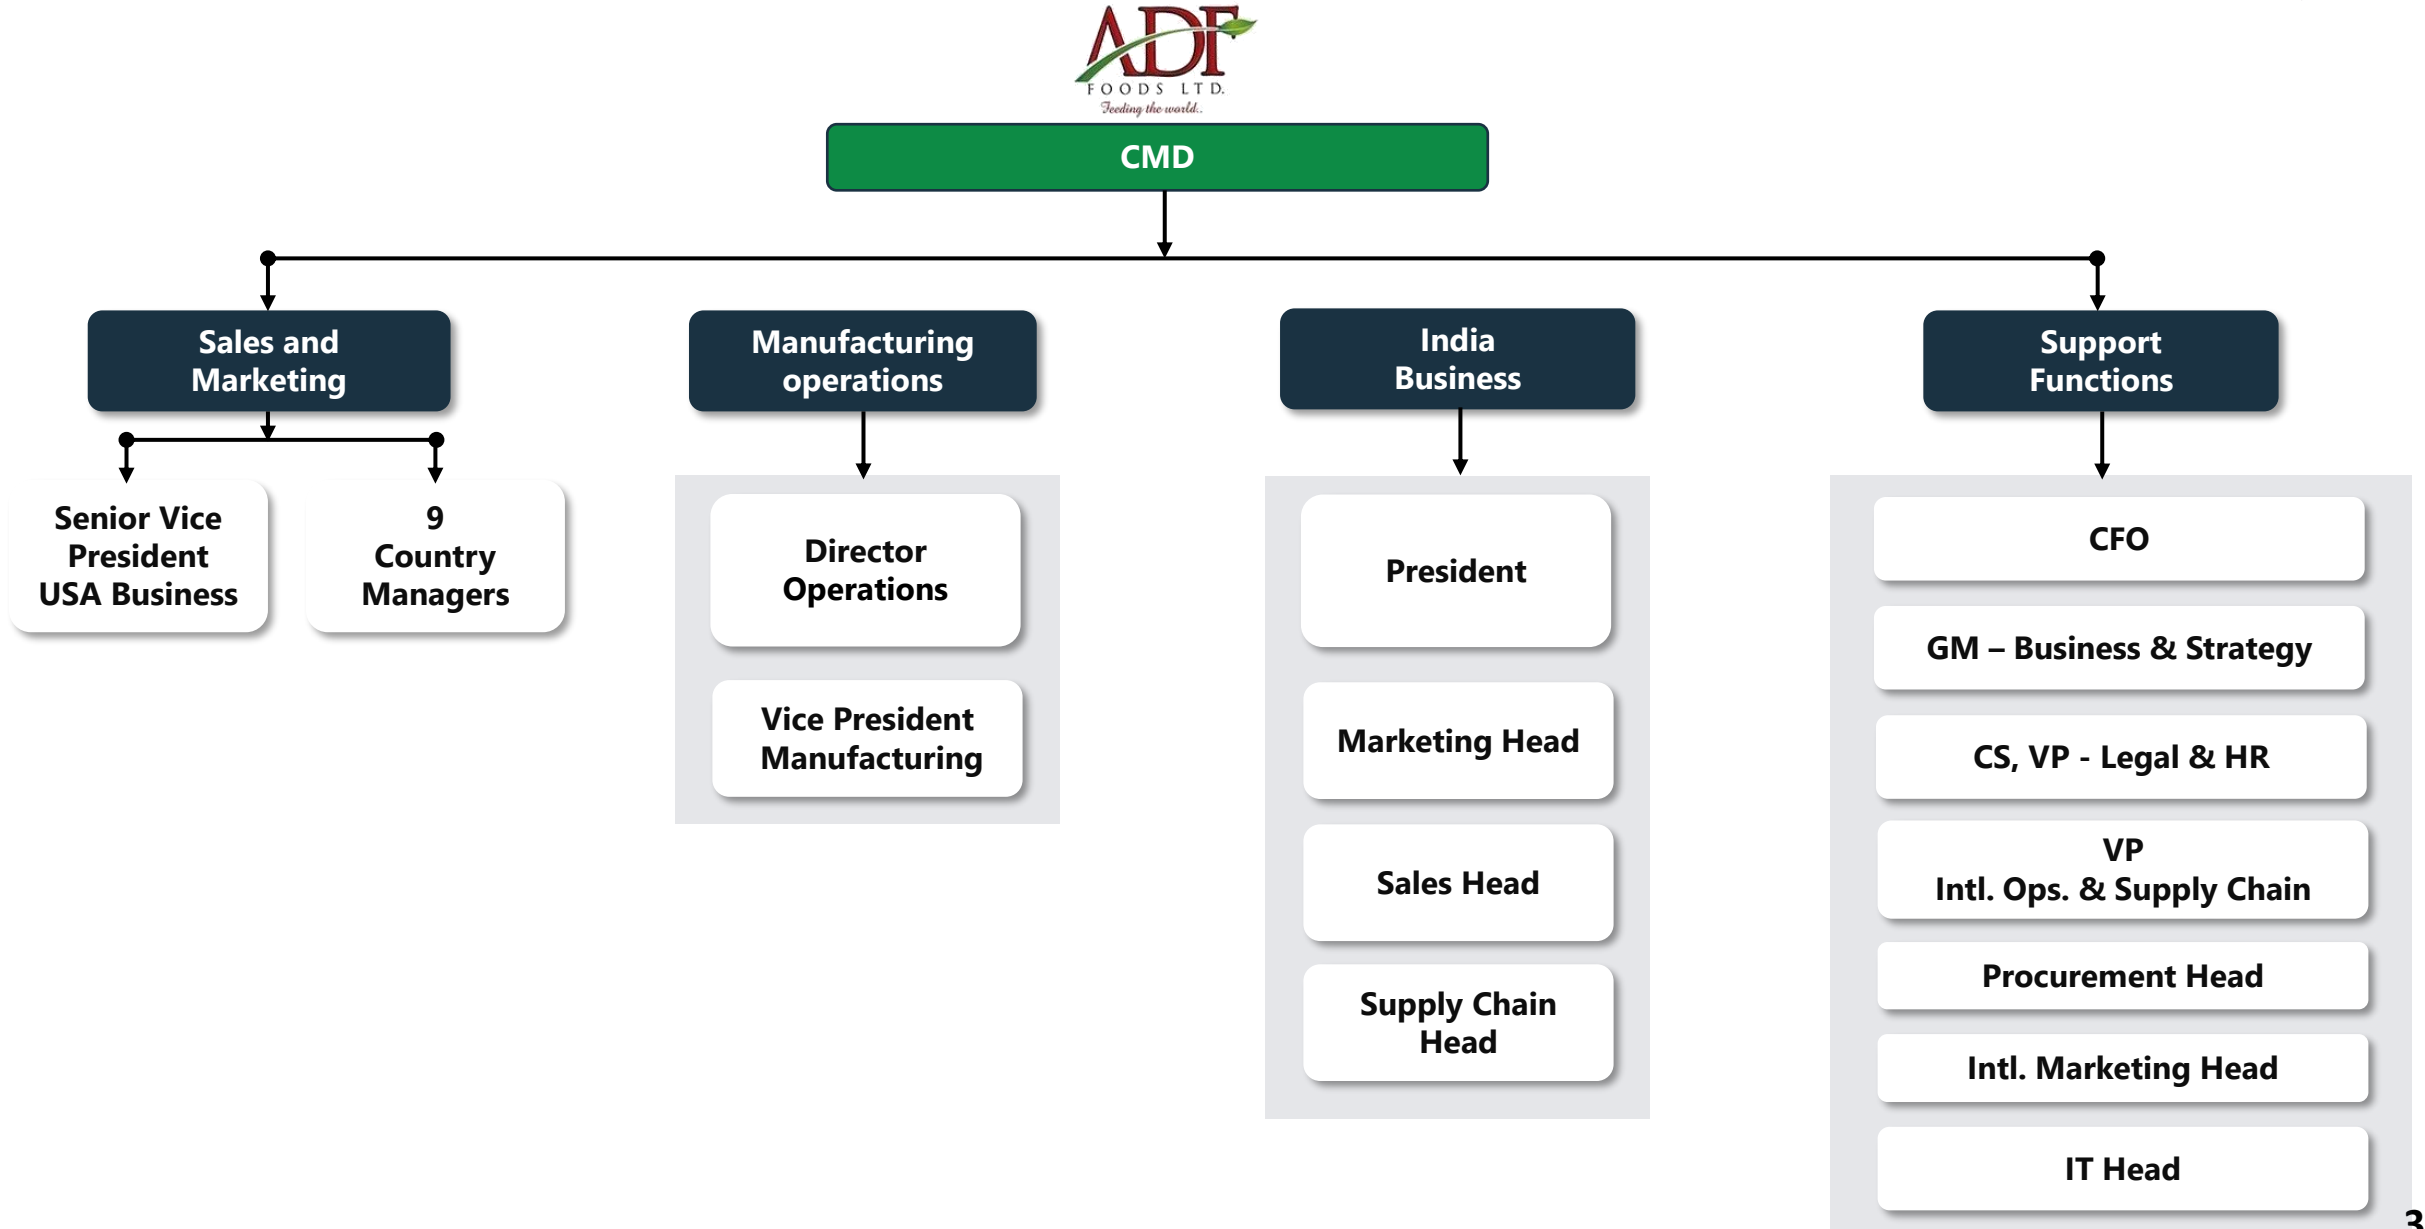 ADF
FOODS LTD.
Feeding the world..
CMD
Sales and
Marketing
Manufacturing
operations
India
Business
Support
Functions
Senior Vice
President
USA Business
9
Country
Managers
Director
Operations
Vice President
Manufacturing
President
Marketing Head
Sales Head
Supply Chain
Head
CFO
GM – Business & Strategy
CS, VP - Legal & HR
VP
Intl. Ops. & Supply Chain
Procurement Head
Intl. Marketing Head
IT Head